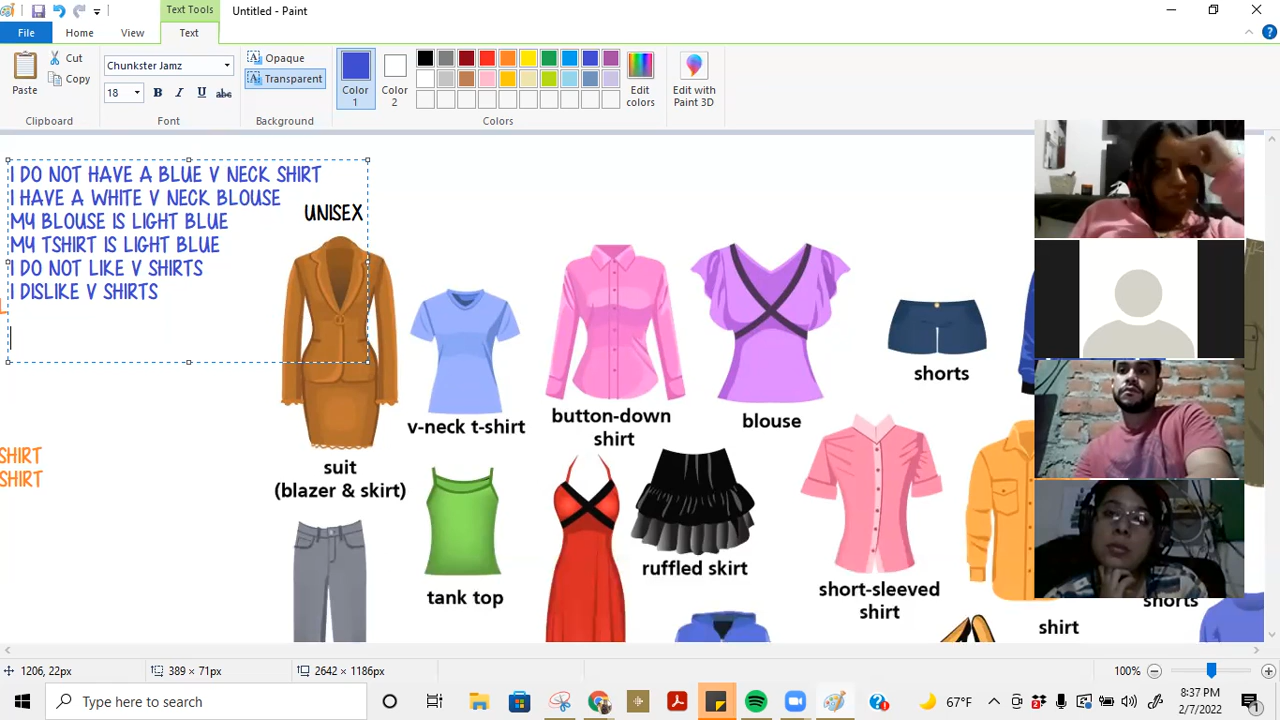 Text Tools
Untitled - Paint
File
Home
View
Text
Paste
Cut
Copy
Clipboard
Chunkster Jamz
18
B
I
U
abc
Font
Opaque
Transparent
Background
Color
1
Color
2
Edit
colors
Edit with
Paint 3D
Colors
I DO NOT HAVE A BLUE V NECK SHIRT
I HAVE A WHITE V NECK BLOUSE
MY BLOUSE IS LIGHT BLUE
MY TSHIRT IS LIGHT BLUE
I DO NOT LIKE V SHIRTS
I DISLIKE V SHIRTS
UNISEX
SHIRT
SHIRT
suit
(blazer & skirt)
v-neck t-shirt
button-down
shirt
blouse
shorts
tank top
ruffled skirt
short-sleeved
shirt
shirt
shorts
1206, 22px
389 × 71px
2642 × 1186px
100%
Type here to search
67°F
8:37 PM
2/7/2022